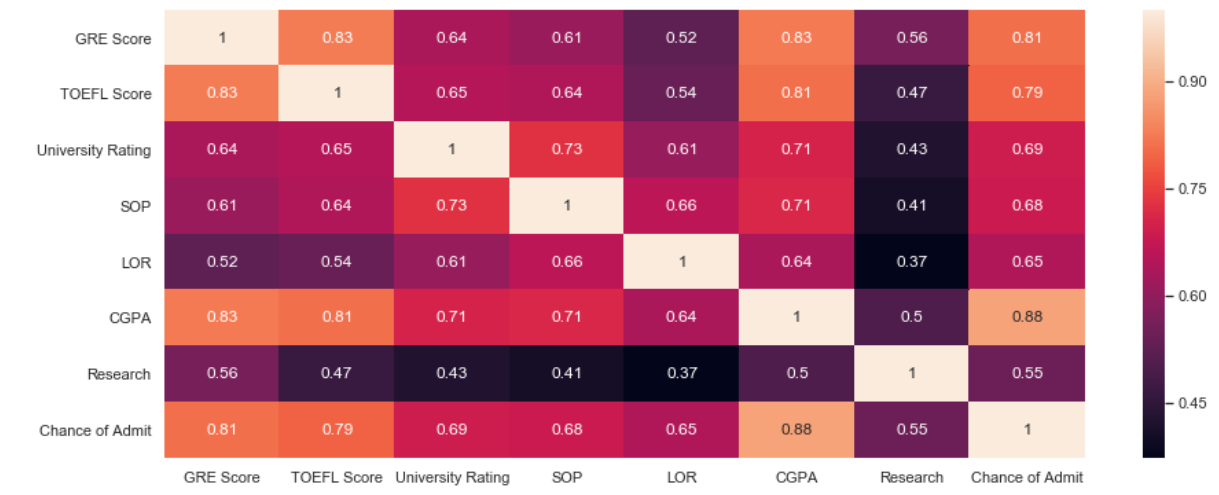 GRE Score 1 0.83 0.64 0.61 0.52 0.83 0.56 0.81
TOEFL Score 0.83 1 0.65 0.64 0.54 0.81 0.47 0.79
University Rating 0.64 0.65 1 0.73 0.61 0.71 0.43 0.69
SOP 0.61 0.64 0.73 1 0.66 0.71 0.41 0.68
LOR 0.52 0.54 0.61 0.66 1 0.64 0.37 0.65
CGPA 0.83 0.81 0.71 0.71 0.64 1 0.5 0.88
Research 0.56 0.47 0.43 0.41 0.37 0.5 1 0.55
Chance of Admit 0.81 0.79 0.69 0.68 0.65 0.88 0.55 1
GRE Score TOEFL Score University Rating SOP LOR CGPA Research Chance of Admit
0.90
0.75
0.60
0.45